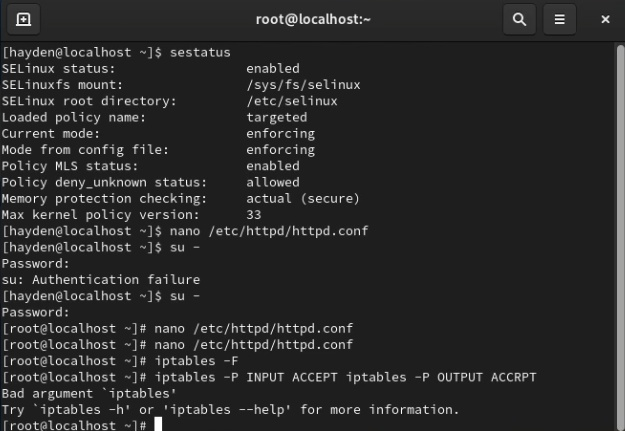 root@localhost:~
[hayden@localhost ~]$ sestatus
SELinux status:                 enabled
SELinuxfs mount:                /sys/fs/selinux
SELinux root directory:         /etc/selinux
Loaded policy name:             targeted
Current mode:                   enforcing
Mode from config file:          enforcing
Policy MLS status:              enabled
Policy deny_unknown status:     allowed
Memory protection checking:     actual (secure)
Max kernel policy version:      33
[hayden@localhost ~]$ nano /etc/httpd/httpd.conf
[hayden@localhost ~]$ su -
Password:
su: Authentication failure
[hayden@localhost ~]$ su -
Password:
[root@localhost ~]# nano /etc/httpd/httpd.conf
[root@localhost ~]# nano /etc/httpd/httpd.conf
[root@localhost ~]# iptables -F
[root@localhost ~]# iptables -P INPUT ACCEPT iptables -P OUTPUT ACCRPT
Bad argument `iptables'
Try `iptables -h' or 'iptables --help' for more information.
[root@localhost ~]#